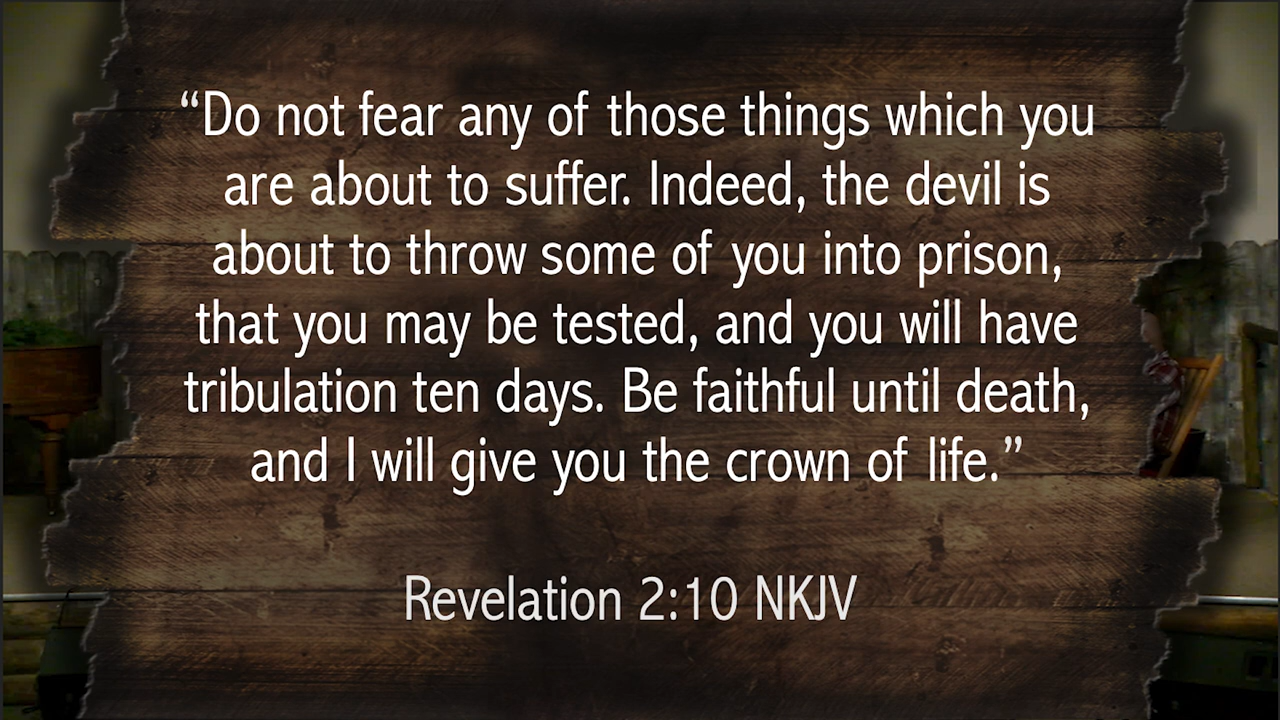 “Do not fear any of those things which you
are about to suffer. Indeed, the devil is
about to throw some of you into prison,
that you may be tested, and you will have
tribulation ten days. Be faithful until death,
and I will give you the crown of life.”
Revelation 2:10 NKJV